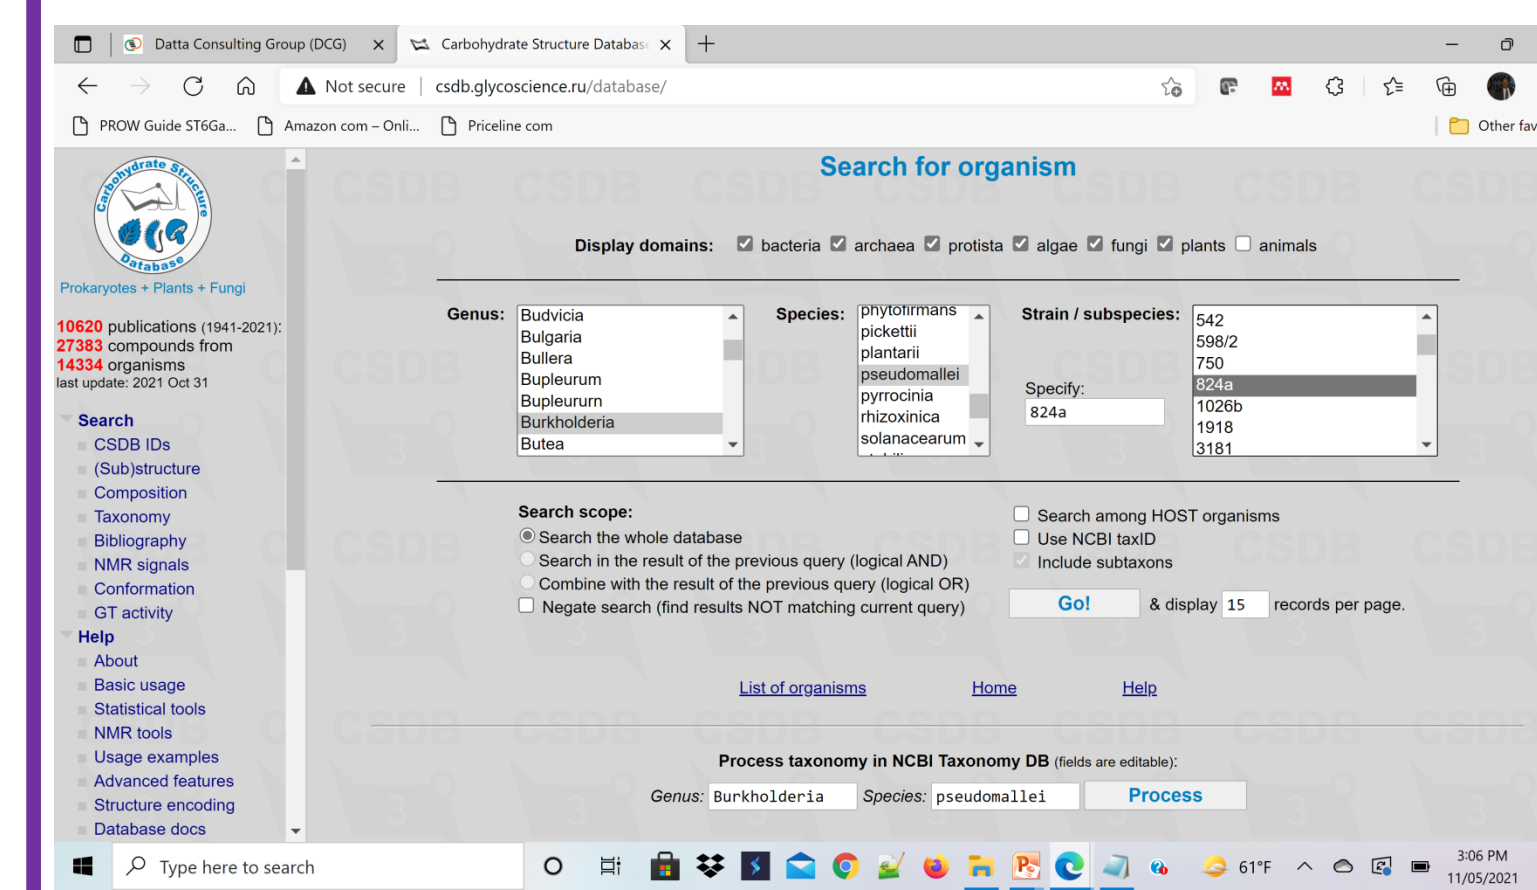 Datta Consulting Group (DCG)
Carbohydrate Structure Databas
Not secure
csdb.glycoscience.ru/database/
PROW Guide ST6Ga...
Amazon com – Onli...
Priceline com
Other fav
Carbohydrate Structure
Database
Prokaryotes + Plants + Fungi
10620 publications (1941-2021):
27383 compounds from
14334 organisms
last update: 2021 Oct 31
Search
CSDB IDs
(Sub)structure
Composition
Taxonomy
Bibliography
NMR signals
Conformation
GT activity
Help
About
Basic usage
Statistical tools
NMR tools
Usage examples
Advanced features
Structure encoding
Database docs
Search for organism
Display domains: bacteria archaea protista algae fungi plants animals
Genus:
Budvicia
Bulgaria
Bullera
Bupleurum
Bupleururn
Burkholderia
Butea
Species:
phytofirmans
pickettii
plantarii
pseudomallei
pyrrocinia
rhizoxinica
solanacearum
Strain / subspecies:
Specify:
824a
542
598/2
750
824a
1026b
1918
3181
Search scope:
Search the whole database
Search in the result of the previous query (logical AND)
Combine with the result of the previous query (logical OR)
Negate search (find results NOT matching current query)
Search among HOST organisms
Use NCBI taxID
Include subtaxons
Go! & display 15 records per page.
List of organisms Home Help
Process taxonomy in NCBI Taxonomy DB (fields are editable):
Genus: Burkholderia Species: pseudomallei Process
Type here to search
61°F
3:06 PM
11/05/2021